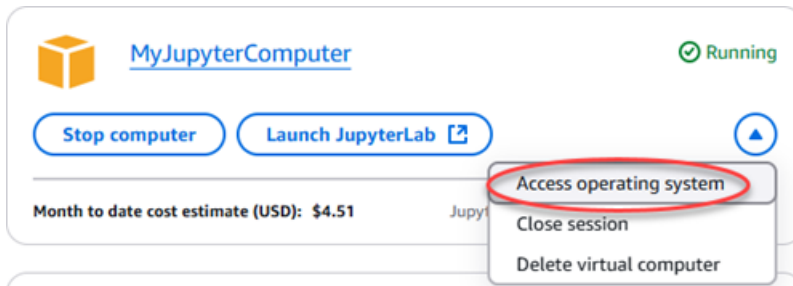 MyJupyterComputer
Running
Stop computer
Launch JupyterLab
Access operating system
Month to date cost estimate (USD): $4.51
Close session
Delete virtual computer